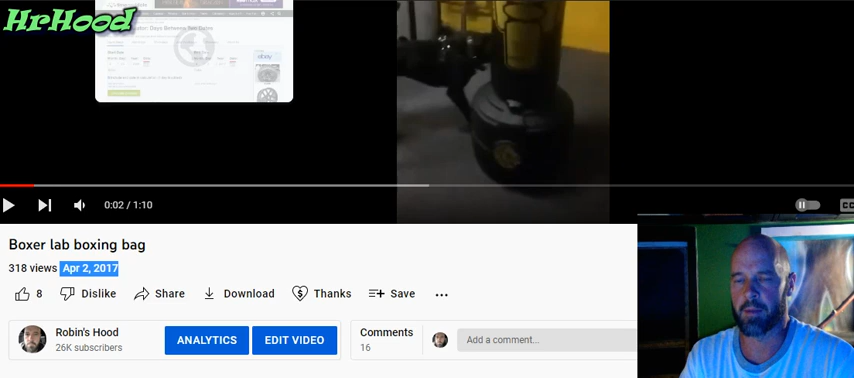 HrHood
ebay
0:02 / 1:10
CC
Boxer lab boxing bag
318 views Apr 2, 2017
8 Dislike Share Download Thanks Save ...
Robin's Hood
26K subscribers
ANALYTICS EDIT VIDEO
Comments
16
Add a comment...